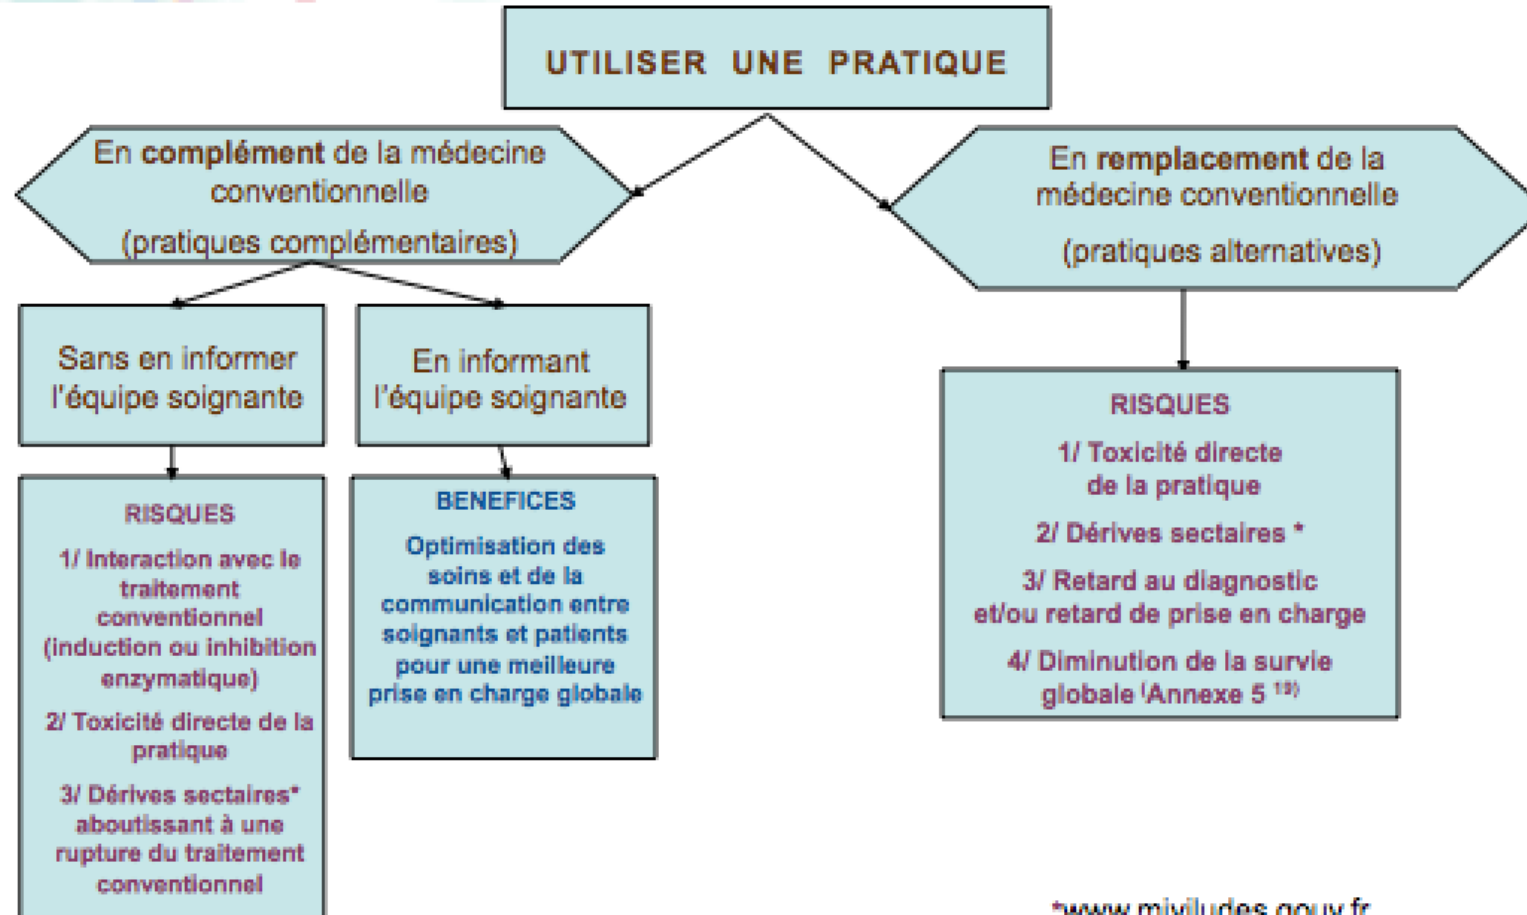 UTILISER UNE PRATIQUE
En complément de la médecine
conventionnelle
(pratiques complémentaires)
En remplacement de la
médecine conventionnelle
(pratiques alternatives)
Sans en informer
l'équipe soignante
En informant
l'équipe soignante
RISQUES
1/ Interaction avec le
traitement
conventionnel
(induction ou inhibition
enzymatique)
2/ Toxicité directe de la
pratique
3/ Dérives sectaires*
aboutissant à une
rupture du traitement
conventionnel
BENEFICES
Optimisation des
soins et de la
communication entre
soignants et patients
pour une meilleure
prise en charge globale
RISQUES
1/ Toxicité directe
de la pratique
2/ Dérives sectaires *
3/ Retard au diagnostic
et/ou retard de prise en charge
4/ Diminution de la survie
globale (Annexe 5 19)
*www.miviludes.gouv.fr